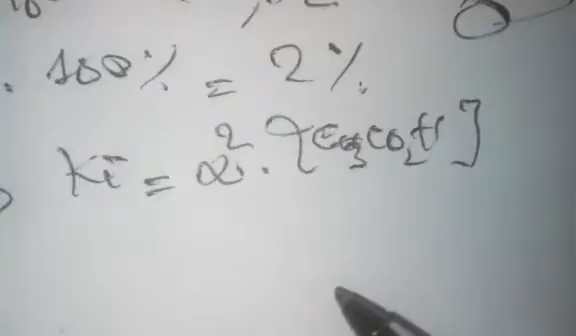 . 100% = 2%
Ki = α². [CH₃CO₂H]